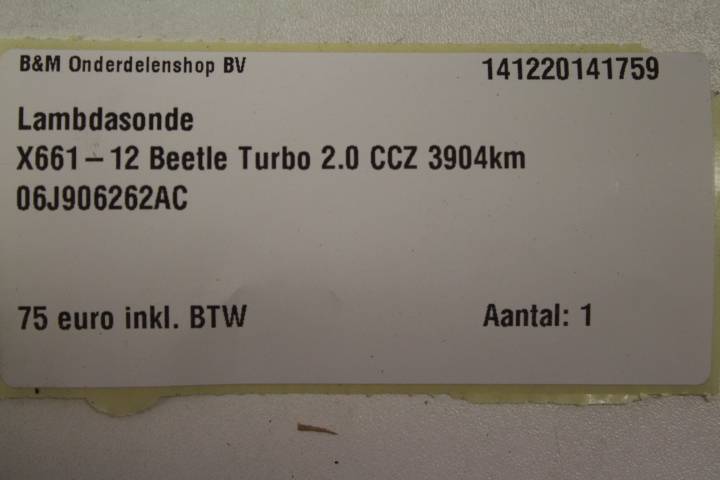 B&M Onderdelenshop BV 141220141759
Lambdasonde
X661-12 Beetle Turbo 2.0 CCZ 3904km
06J906262AC
75 euro inkl. BTW Aantal: 1